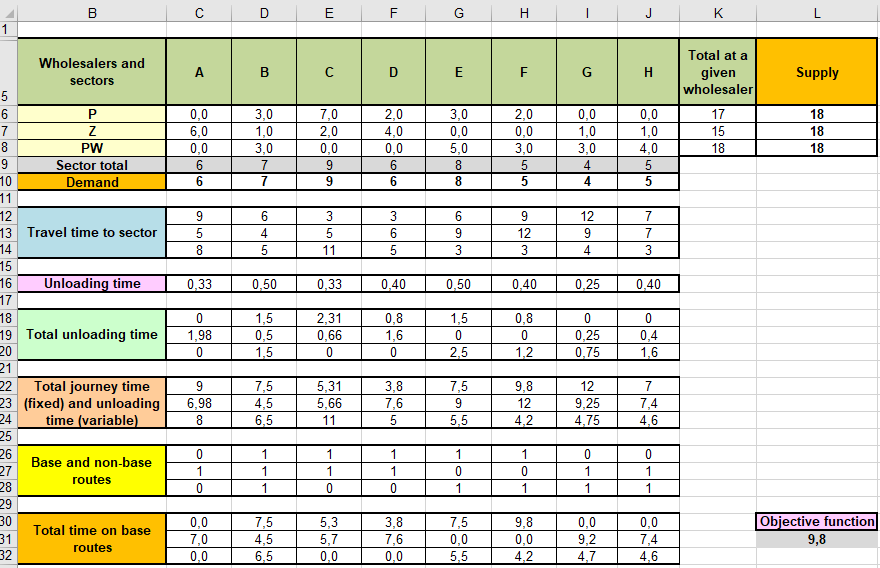 B C D E F G H I J K L
1
5 Wholesalers and sectors A B C D E F G H Total at a given wholesaler Supply
6 P 0,0 3,0 7,0 2,0 3,0 2,0 0,0 0,0 17 18
7 Z 6,0 1,0 2,0 4,0 0,0 0,0 1,0 1,0 15 18
8 PW 0,0 3,0 0,0 0,0 5,0 3,0 3,0 4,0 18 18
9 Sector total 6 7 9 6 8 5 4 5
10 Demand 6 7 9 6 8 5 4 5
11
12 9 6 3 3 6 9 12 7
13 Travel time to sector 5 4 5 6 9 12 9 7
14 8 5 11 5 3 3 4 3
15
16 Unloading time 0,33 0,50 0,33 0,40 0,50 0,40 0,25 0,40
17
18 0 1,5 2,31 0,8 1,5 0,8 0 0
19 Total unloading time 1,98 0,5 0,66 1,6 0 0 0,25 0,4
20 0 1,5 0 0 2,5 1,2 0,75 1,6
21
22 Total journey time 9 7,5 5,31 3,8 7,5 9,8 12 7
23 (fixed) and unloading 6,98 4,5 5,66 7,6 9 12 9,25 7,4
24 time (variable) 8 6,5 11 5 5,5 4,2 4,75 4,6
25
26 Base and non-base 0 1 1 1 1 1 0 0
27 routes 1 1 1 1 0 0 1 1
28 0 1 0 0 1 1 1 1
29
30 Total time on base 0,0 7,5 5,3 3,8 7,5 9,8 0,0 0,0 Objective function
31 routes 7,0 4,5 5,7 7,6 0,0 0,0 9,2 7,4 9,8
32 0,0 6,5 0,0 0,0 5,5 4,2 4,7 4,6